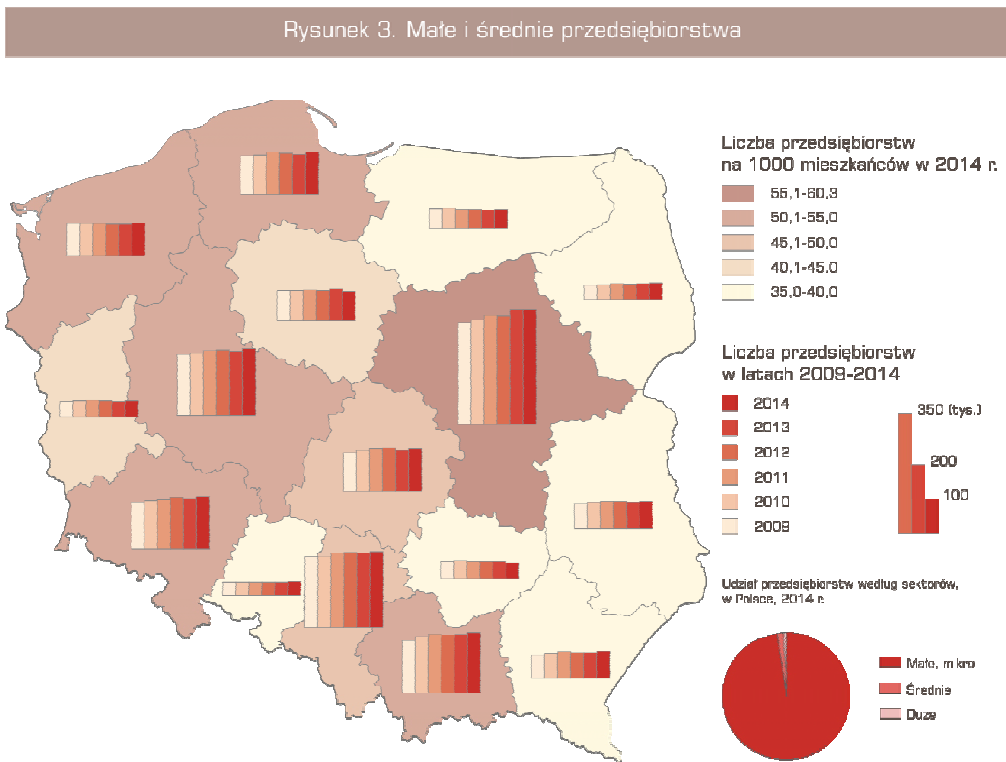 Rysunek 3. Małe i średnie przedsiębiorstwa
Liczba przedsiębiorstw
na 1000 mieszkańców w 2014 r.
55,1-60,3
50,1-55,0
45,1-50,0
40,1-45,0
35,0-40,0
Liczba przedsiębiorstw
w latach 2009-2014
2014
2013
2012
2011
2010
2009
350 (tys.)
200
100
Udział przedsiębiorstw według sektorów,
w Polsce, 2014 r.
Małe, mikro
Średnie
Duże